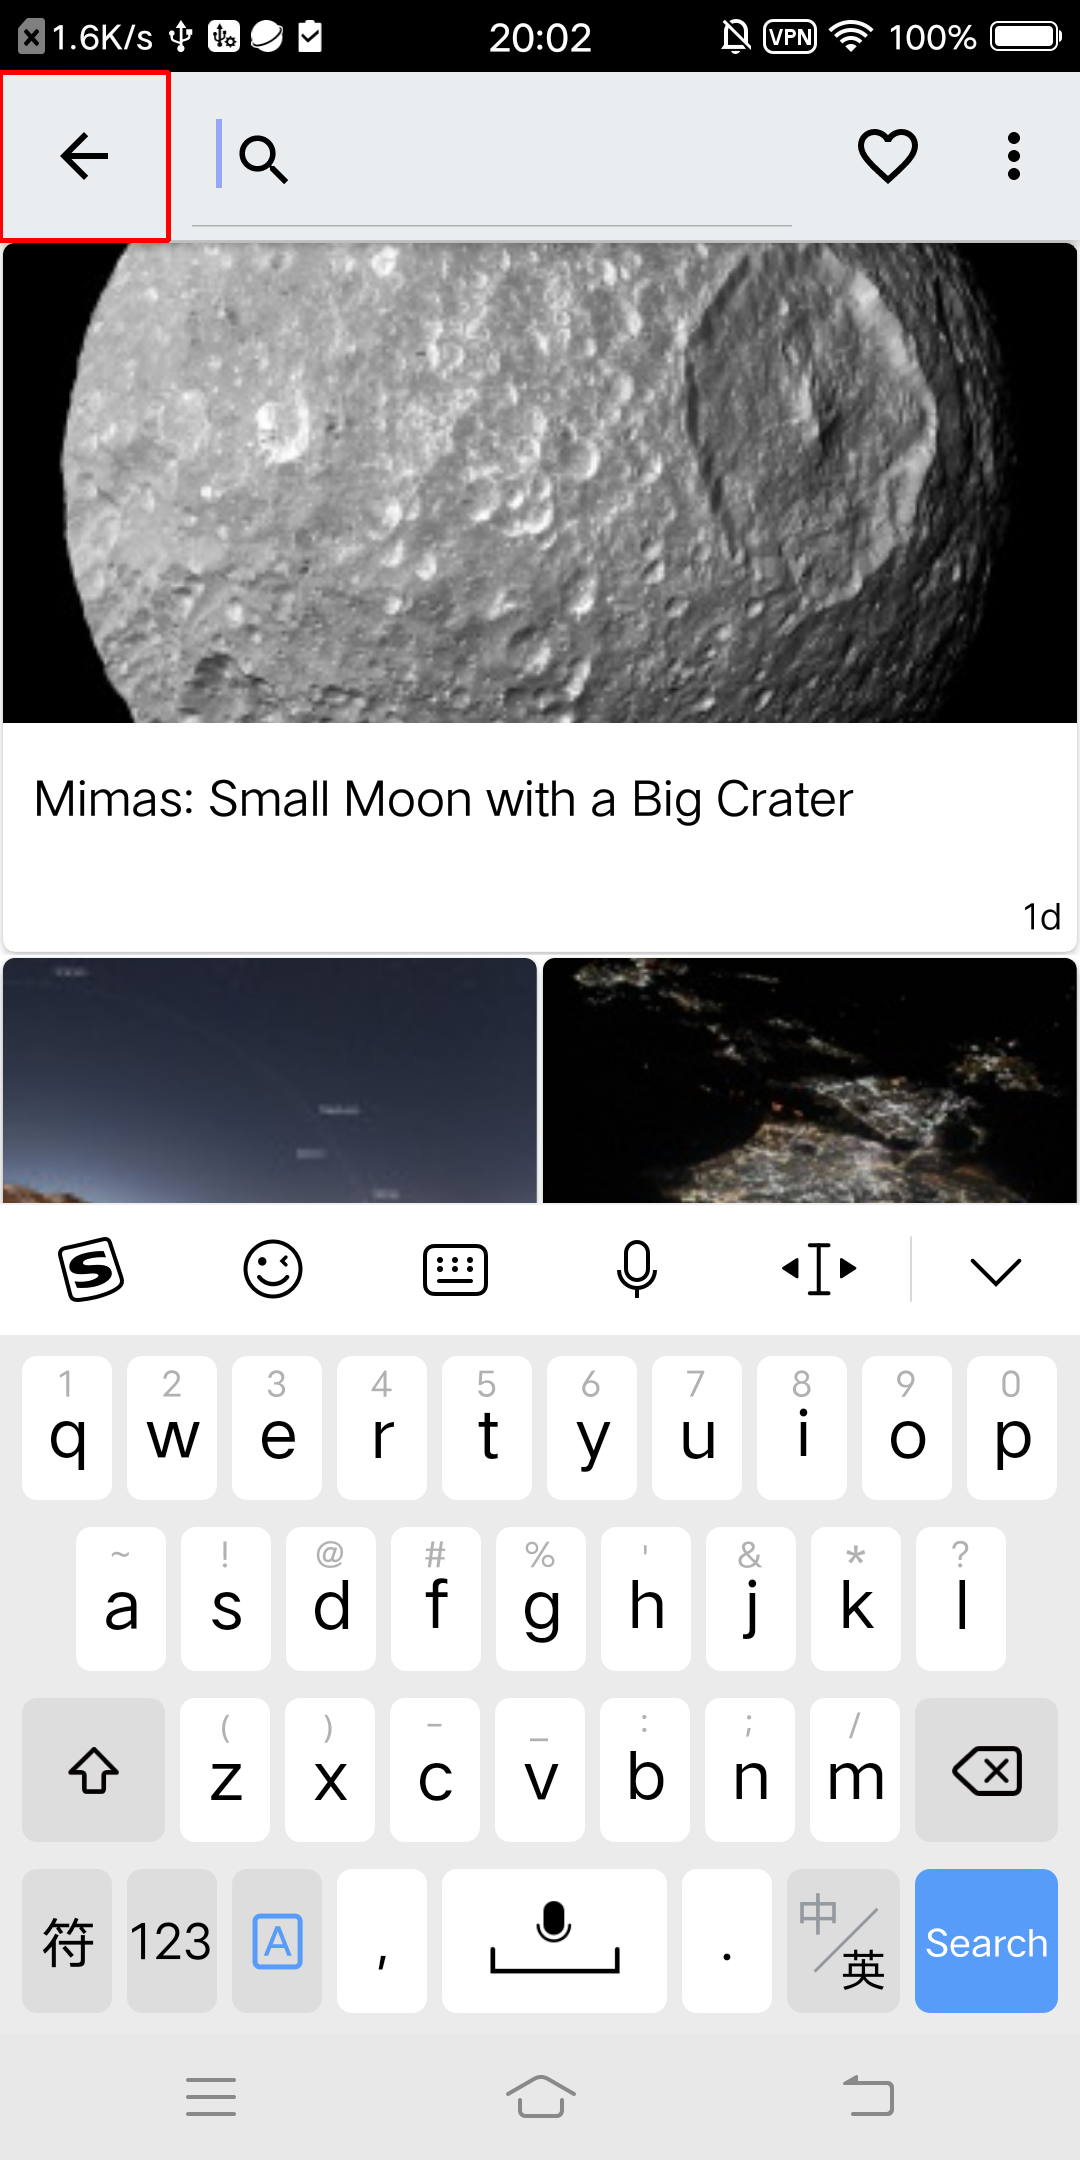 1.6K/s 20:02 VPN 100%
Mimas: Small Moon with a Big Crater
1d
1 2 3 4 5 6 7 8 9 0
q w e r t y u i o p
~ ! @ # % ' & * ?
a s d f g h j k l
( ) - _ : ; /
z x c v b n m
符 123 A , . 中/英 Search